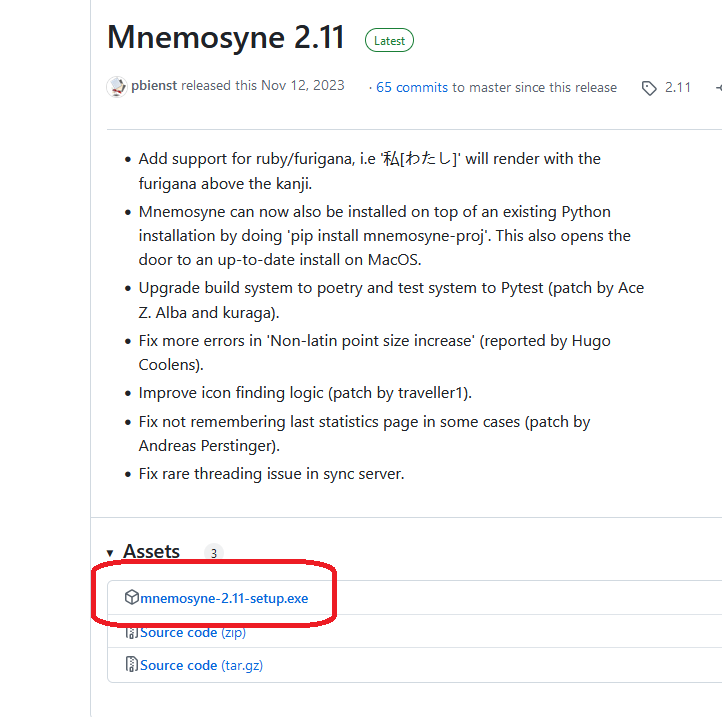 Mnemosyne 2.11 Latest
pbienst released this Nov 12, 2023 · 65 commits to master since this release 2.11
• Add support for ruby/furigana, i.e '私[わたし]' will render with the
furigana above the kanji.
• Mnemosyne can now also be installed on top of an existing Python
installation by doing 'pip install mnemosyne-proj'. This also opens the
door to an up-to-date install on MacOS.
• Upgrade build system to poetry and test system to Pytest (patch by Ace
Z. Alba and kuraga).
• Fix more errors in 'Non-latin point size increase' (reported by Hugo
Coolens).
• Improve icon finding logic (patch by traveller1).
• Fix not remembering last statistics page in some cases (patch by
Andreas Perstinger).
• Fix rare threading issue in sync server.
Assets 3
mnemosyne-2.11-setup.exe
Source code (zip)
Source code (tar.gz)